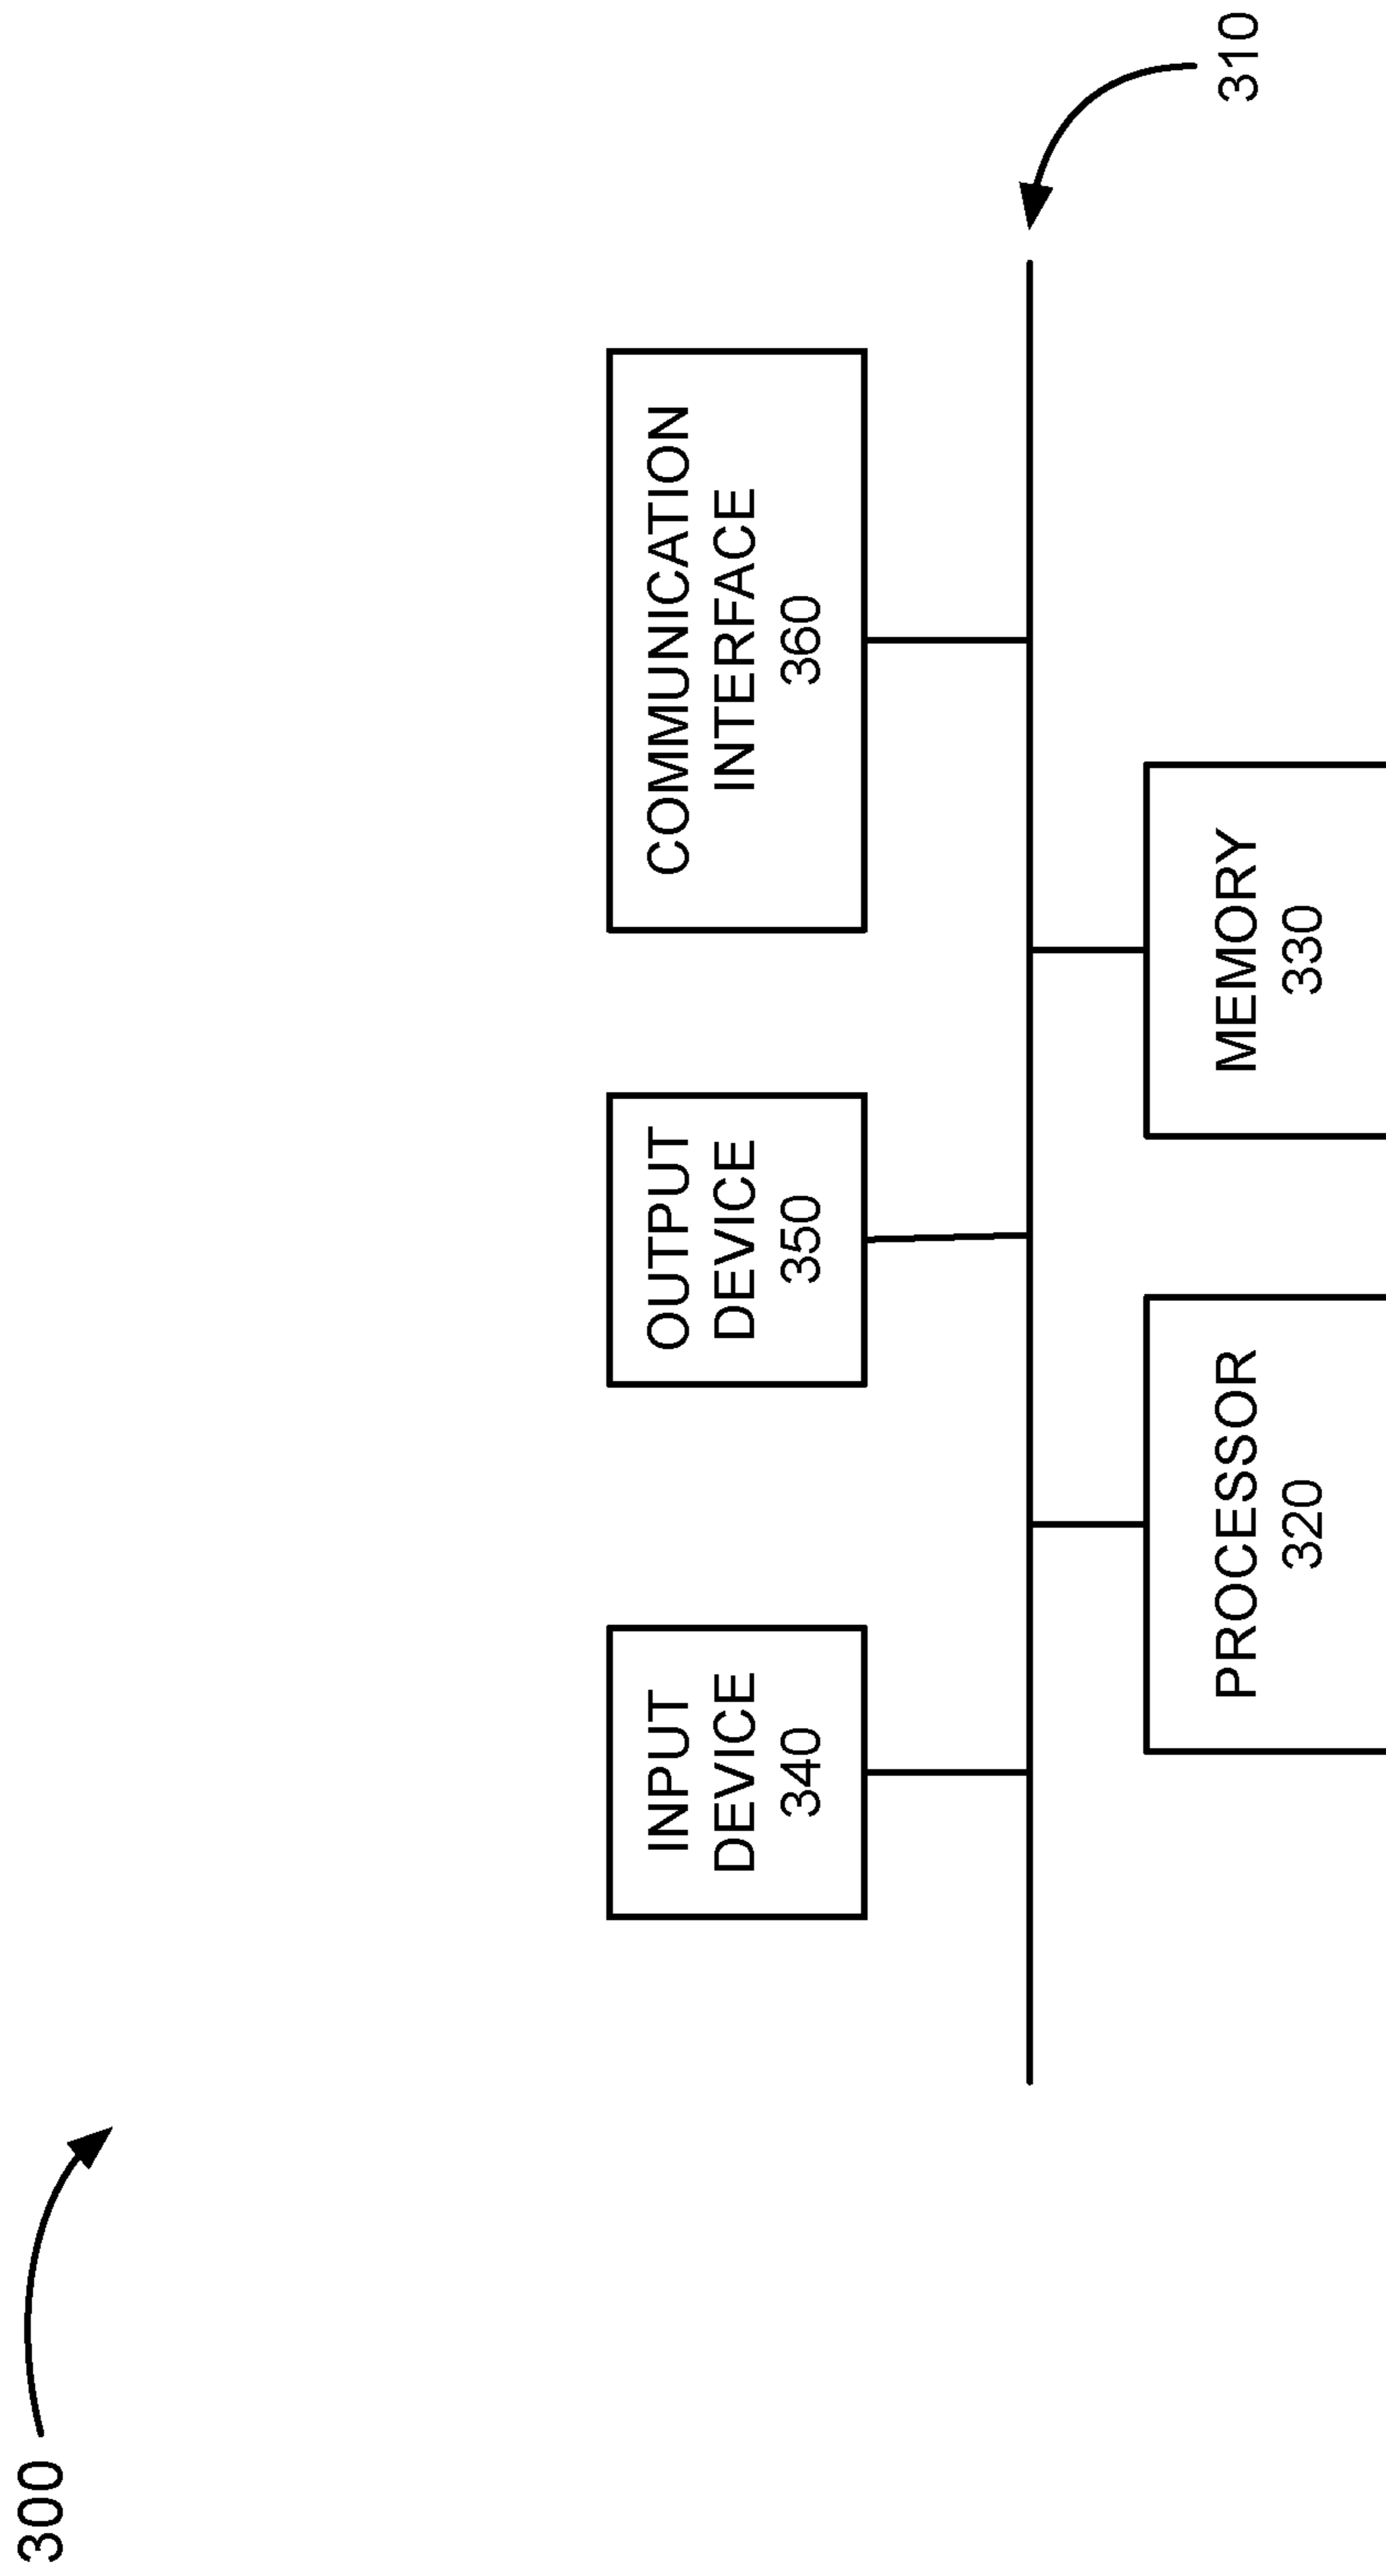 300
INPUT
DEVICE
340
OUTPUT
DEVICE
350
COMMUNICATION
INTERFACE
360
PROCESSOR
320
MEMORY
330
310